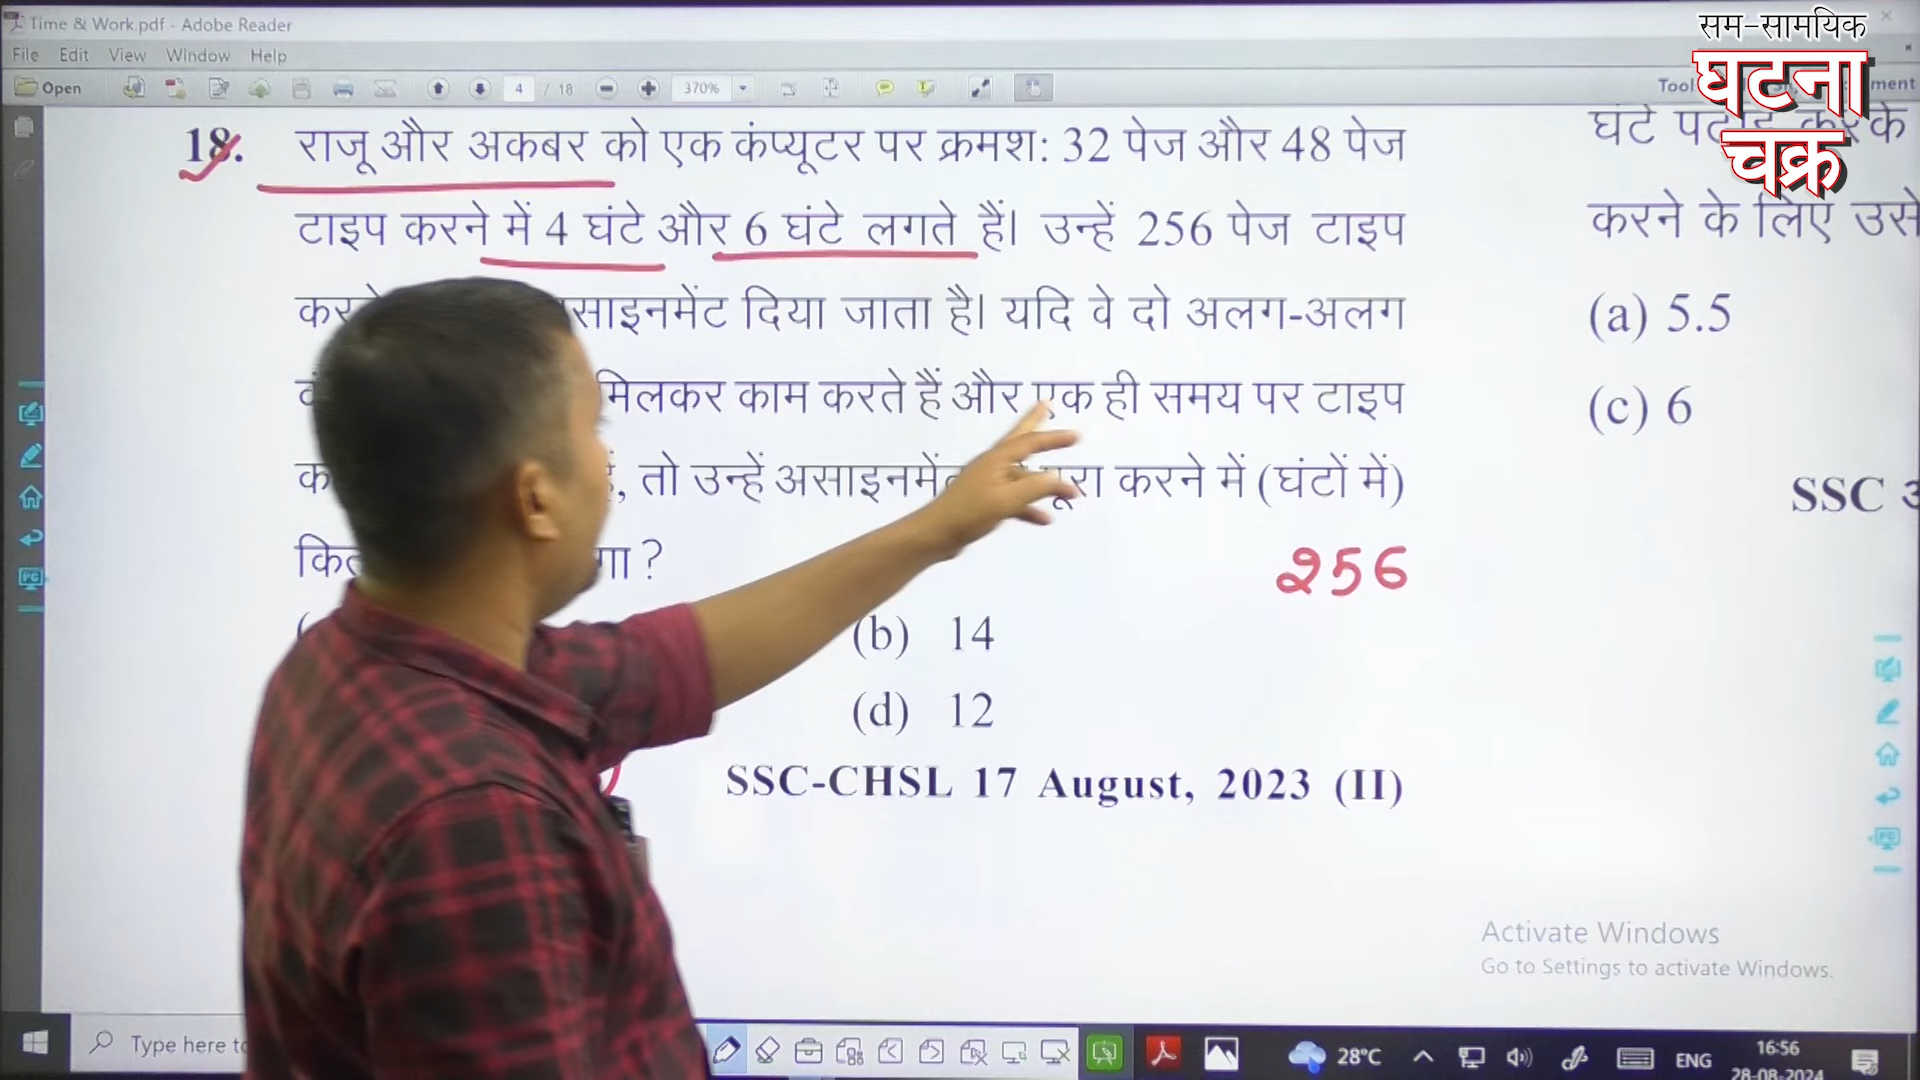 Time & Work.pdf - Adobe Reader
File Edit View Window Help
Open 4 / 18 370%
सम-सामयिक
घटना
चक्र
18. राजू और अकबर को एक कंप्यूटर पर क्रमश: 32 पेज और 48 पेज
टाइप करने में 4 घंटे और 6 घंटे लगते हैं। उन्हें 256 पेज टाइप
दिया जाता है। यदि वे दो अलग-अलग
मिलकर काम करते हैं और एक ही समय पर टाइप
तो उन्हें पूरा करने में (घंटों में)
?
256
(b) 14
(d) 12
SSC-CHSL 17 August, 2023 (II)
घंटे
करने के लिए उसे
(a) 5.5
(c) 6
SSC
Activate Windows
Go to Settings to activate Windows.
Type here
28°C ENG 16:56
28-08-2024